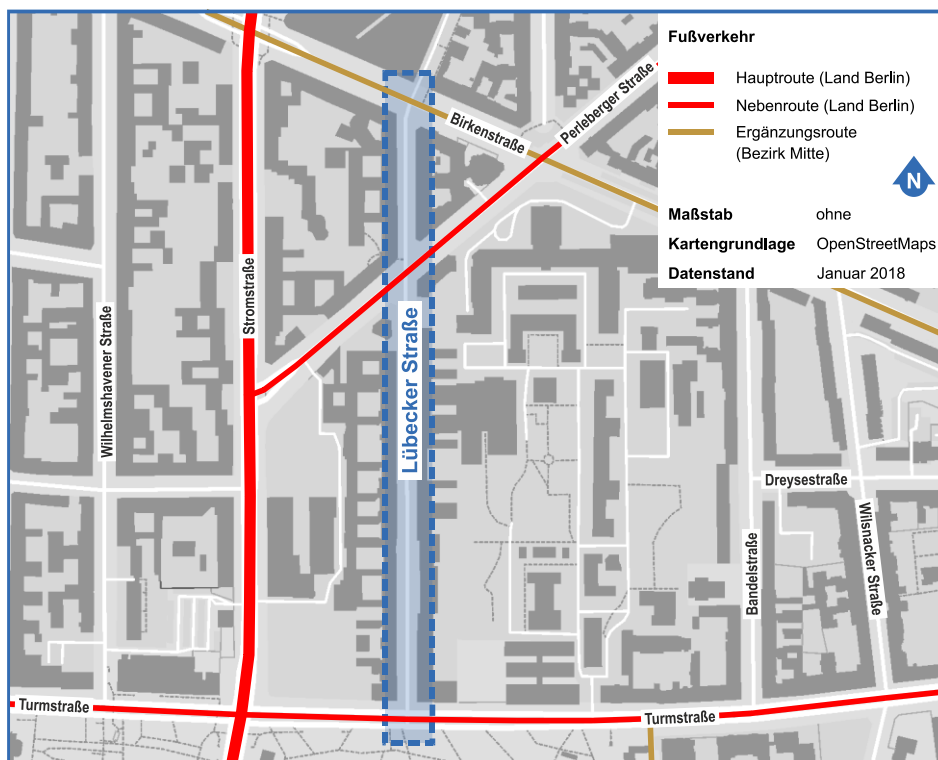 Fußverkehr
Hauptroute (Land Berlin)
Nebenroute (Land Berlin)
Ergänzungsroute
(Bezirk Mitte)
N
Maßstab ohne
Kartengrundlage OpenStreetMaps
Datenstand Januar 2018
Perleberger Straße
Birkenstraße
Stromstraße
Wilhelmshavener Straße
Lübecker Straße
Dreysestraße
Bandelstraße
Wilsnacker Straße
Turmstraße
Turmstraße